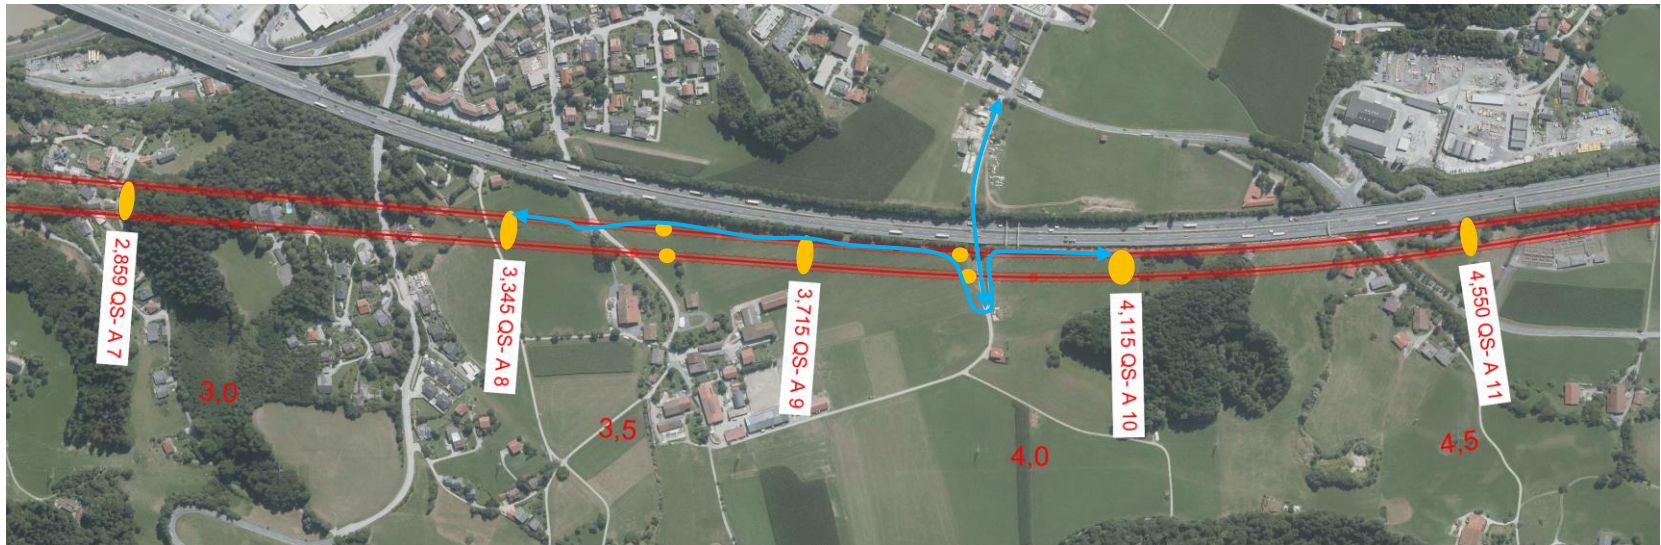 2,859 QS- A 7
3,345 QS- A 8
3,715 QS- A 9
4,115 QS- A 10
4,550 QS- A 11
3,0
3,5
4,0
4,5